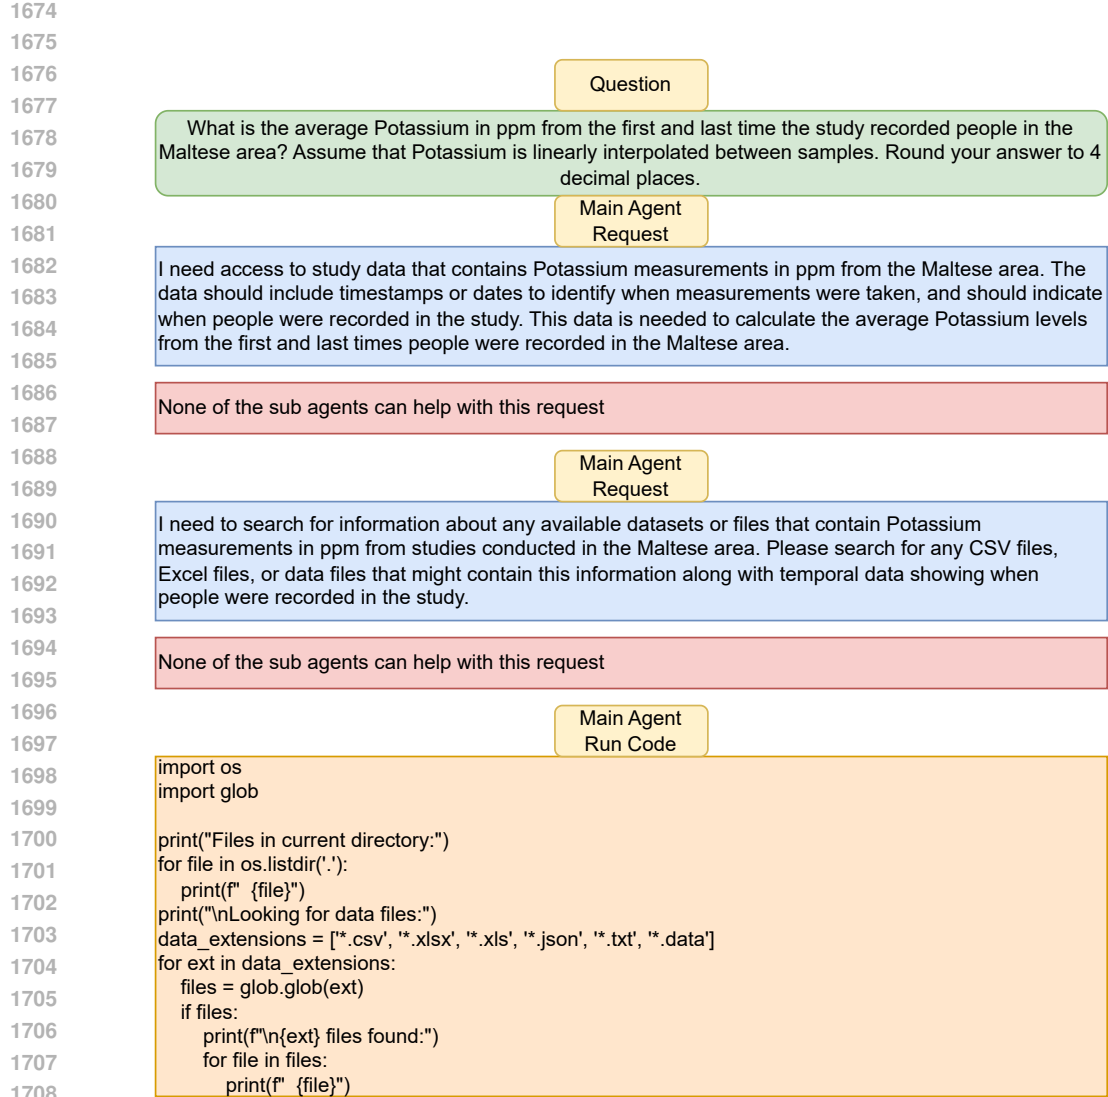 1674
1675
1676
Question
1677
1678
What is the average Potassium in ppm from the first and last time the study recorded people in the
1679
Maltese area? Assume that Potassium is linearly interpolated between samples. Round your answer to 4
decimal places.
1680
Main Agent
1681
Request
1682
I need access to study data that contains Potassium measurements in ppm from the Maltese area. The
1683
data should include timestamps or dates to identify when measurements were taken, and should indicate
1684
when people were recorded in the study. This data is needed to calculate the average Potassium levels
1685
from the first and last times people were recorded in the Maltese area.
1686
None of the sub agents can help with this request
1687
1688
Main Agent
1689
Request
1690
I need to search for information about any available datasets or files that contain Potassium
1691
measurements in ppm from studies conducted in the Maltese area. Please search for any CSV files,
1692
Excel files, or data files that might contain this information along with temporal data showing when
1693
people were recorded in the study.
1694
None of the sub agents can help with this request
1695
1696
Main Agent
1697
Run Code
1698
import os
import glob
1699
1700
print("Files in current directory:")
1701
for file in os.listdir('.'):
    print(f"  {file}")
1702
print("\nLooking for data files:")
1703
data_extensions = ['*.csv', '*.xlsx', '*.xls', '*.json', '*.txt', '*.data']
1704
for ext in data_extensions:
1705
    files = glob.glob(ext)
    if files:
1706
        print(f"\n{ext} files found:")
1707
        for file in files:
1708
            print(f"  {file}")